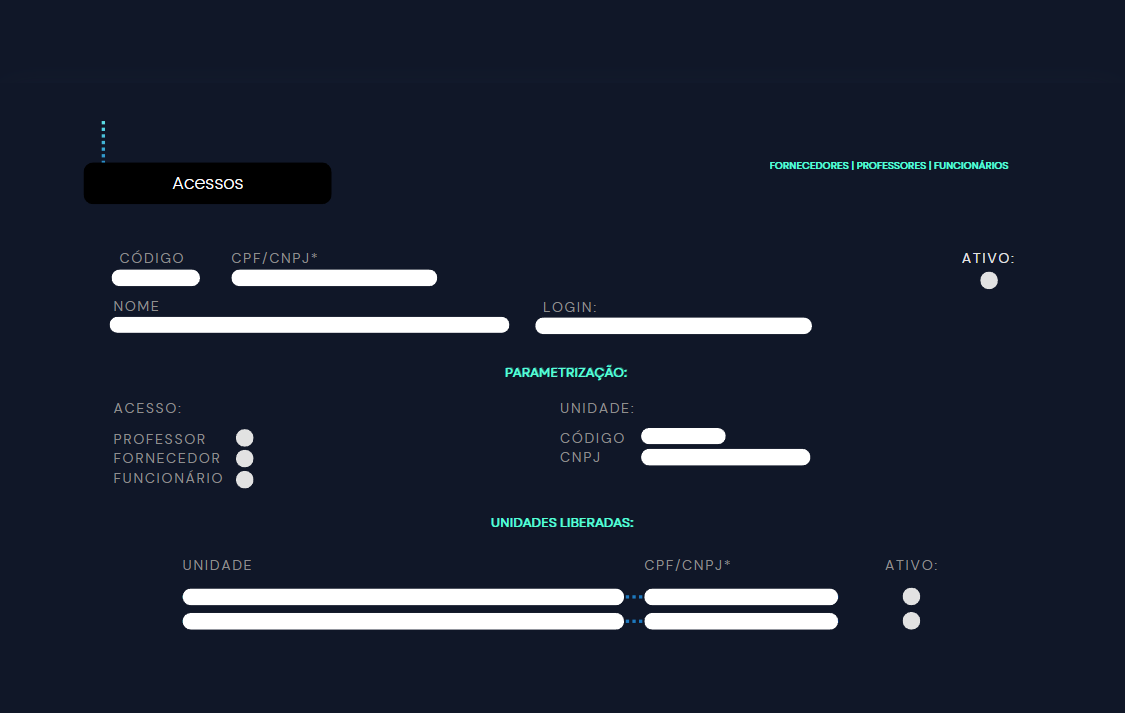 FORNECEDORES | PROFESSORES | FUNCIONÁRIOS
Acessos
CÓDIGO CPF/CNPJ* ATIVO:
NOME LOGIN:
PARAMETRIZAÇÃO:
ACESSO: UNIDADE:
PROFESSOR CÓDIGO
FORNECEDOR CNPJ
FUNCIONÁRIO
UNIDADES LIBERADAS:
UNIDADE CPF/CNPJ* ATIVO: